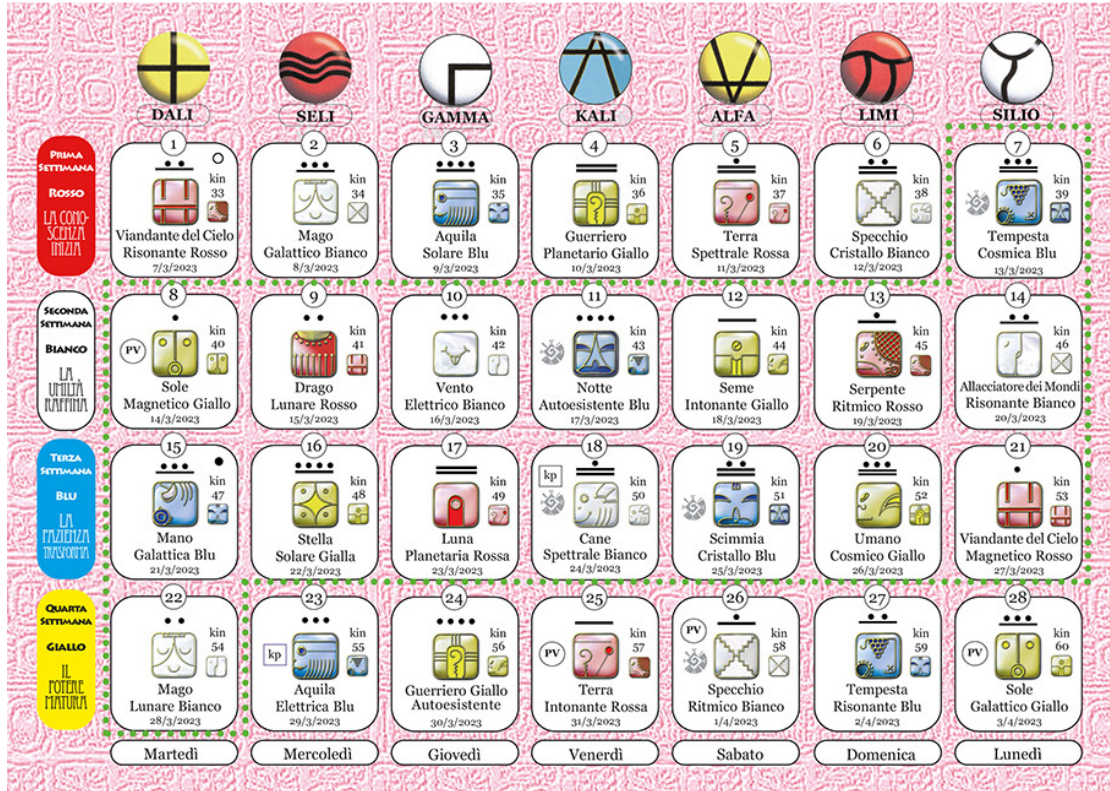 DALI
SELI
GAMMA
KALI
ALFA
LIMI
SILIO
PRIMA
SETTIMANA
ROSSO
LA CONO-
SCENZA
INIZIA
1
kin
33
Viandante del Cielo
Risonante Rosso
7/3/2023
2
kin
34
Mago
Galattico Bianco
8/3/2023
3
kin
35
Aquila
Solare Blu
9/3/2023
4
kin
36
Guerriero
Planetario Giallo
10/3/2023
5
kin
37
Terra
Spettrale Rossa
11/3/2023
6
kin
38
Specchio
Cristallo Bianco
12/3/2023
7
kin
39
Tempesta
Cosmica Blu
13/3/2023
SECONDA
SETTIMANA
BIANCO
LA
UMILTÀ
RAFFINA
8
PV
kin
40
Sole
Magnetico Giallo
14/3/2023
9
kin
41
Drago
Lunare Rosso
15/3/2023
10
kin
42
Vento
Elettrico Bianco
16/3/2023
11
kin
43
Notte
Autoesistente Blu
17/3/2023
12
kin
44
Seme
Intonante Giallo
18/3/2023
13
kin
45
Serpente
Ritmico Rosso
19/3/2023
14
kin
46
Allacciatore dei Mondi
Risonante Bianco
20/3/2023
TERZA
SETTIMANA
BLU
LA
PAZIENZA
TRASFORMA
15
kin
47
Mano
Galattica Blu
21/3/2023
16
kin
48
Stella
Solare Gialla
22/3/2023
17
kin
49
Luna
Planetaria Rossa
23/3/2023
18
kp
kin
50
Cane
Spettrale Bianco
24/3/2023
19
kin
51
Scimmia
Cristallo Blu
25/3/2023
20
kin
52
Umano
Cosmico Giallo
26/3/2023
21
kin
53
Viandante del Cielo
Magnetico Rosso
27/3/2023
QUARTA
SETTIMANA
GIALLO
IL
POTERE
MATURA
22
kin
54
Mago
Lunare Bianco
28/3/2023
23
kp
kin
55
Aquila
Elettrica Blu
29/3/2023
24
kin
56
Guerriero Giallo
Autoesistente
30/3/2023
25
PV
kin
57
Terra
Intonante Rossa
31/3/2023
26
PV
kin
58
Specchio
Ritmico Bianco
1/4/2023
27
kin
59
Tempesta
Risonante Blu
2/4/2023
28
PV
kin
60
Sole
Galattico Giallo
3/4/2023
Martedì
Mercoledì
Giovedì
Venerdì
Sabato
Domenica
Lunedì